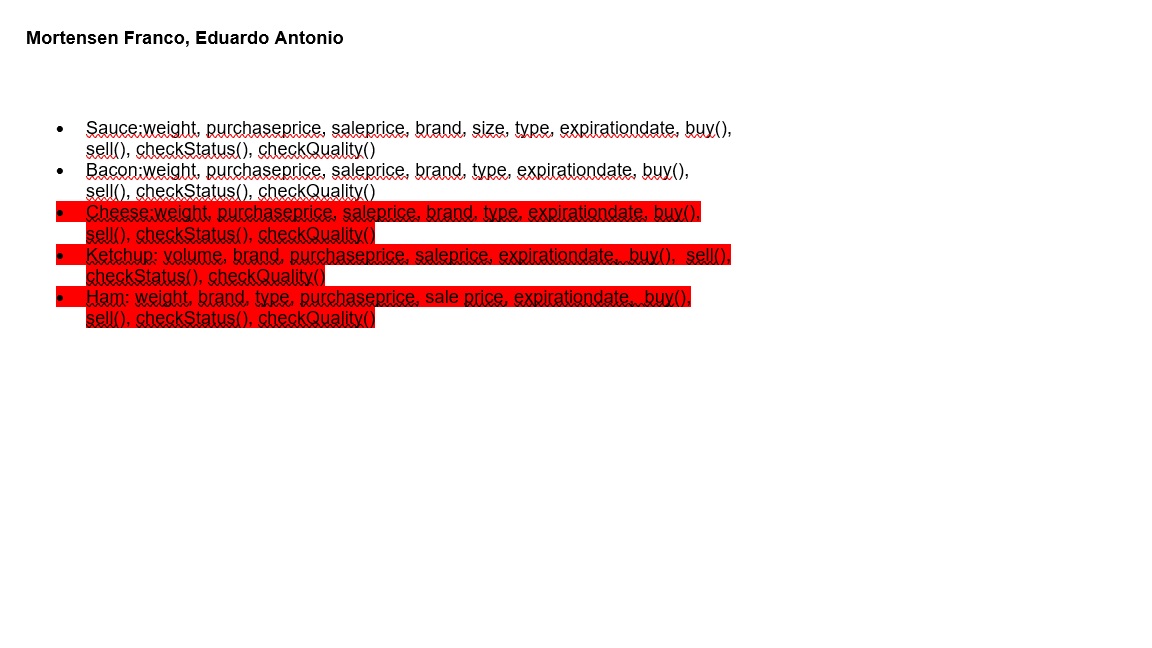 Mortensen Franco, Eduardo Antonio
• Sauce:weight, purchaseprice, saleprice, brand, size, type, expirationdate, buy(),
sell(), checkStatus(), checkQuality()
• Bacon:weight, purchaseprice, saleprice, brand, type, expirationdate, buy(),
sell(), checkStatus(), checkQuality()
• Cheese:weight, purchaseprice, saleprice, brand, type, expirationdate, buy(),
sell(), checkStatus(), checkQuality()
• Ketchup: volume, brand, purchaseprice, saleprice, expirationdate,  buy(),  sell(),
checkStatus(), checkQuality()
• Ham: weight, brand, type, purchaseprice, sale price, expirationdate,  buy(),
sell(), checkStatus(), checkQuality()